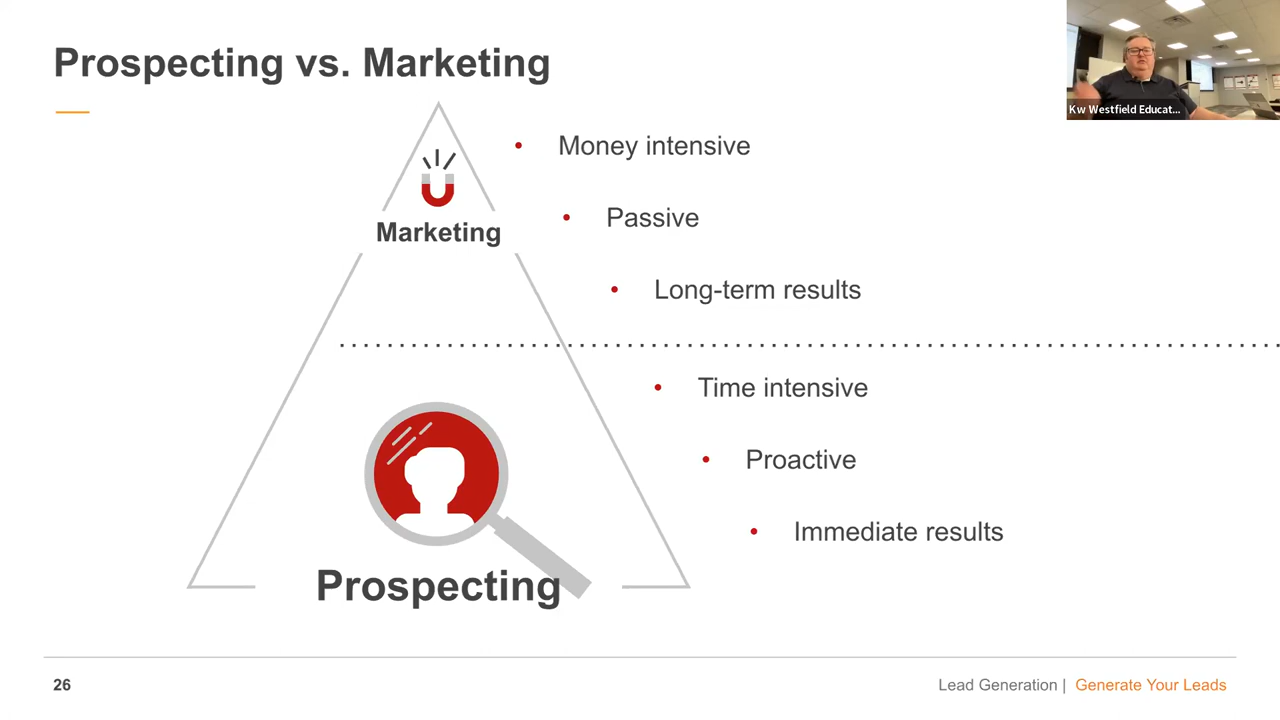 Prospecting vs. Marketing
Kw Westfield Educat...
Money intensive
Passive
Marketing
Long-term results
Time intensive
Proactive
Immediate results
Prospecting
26
Lead Generation | Generate Your Leads